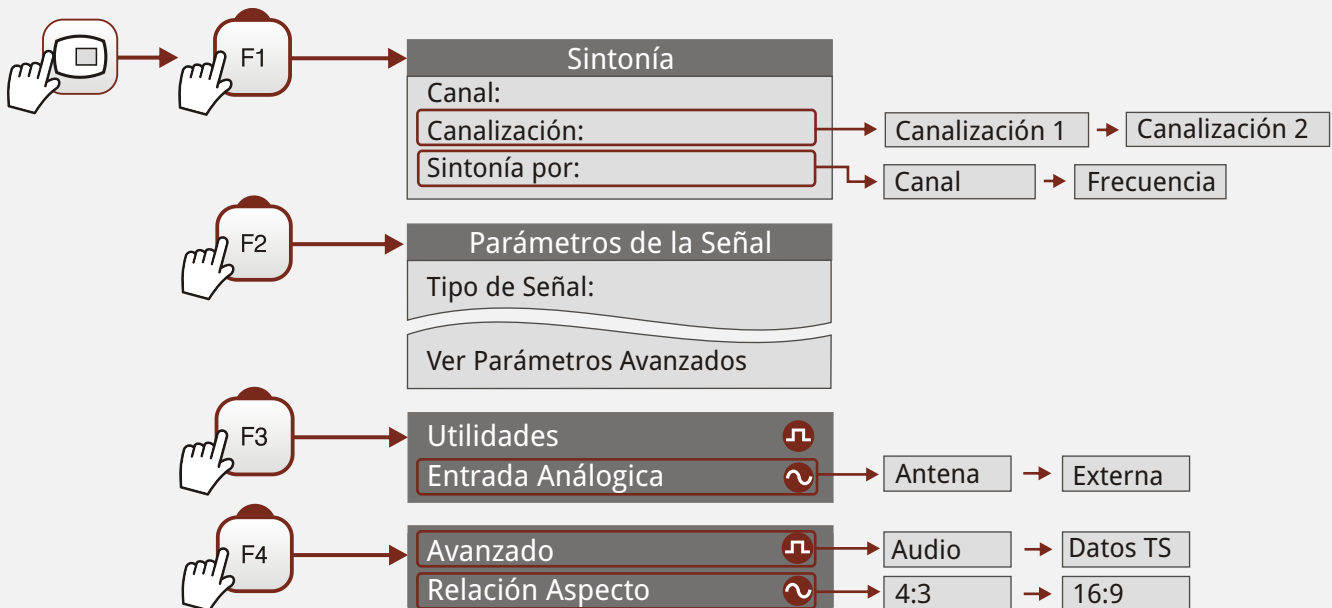 F1
Sintonía
Canal:
Canalización:
Canalización 1
Canalización 2
Sintonía por:
Canal
Frecuencia
F2
Parámetros de la Señal
Tipo de Señal:
Ver Parámetros Avanzados
F3
Utilidades
Entrada Análogica
Antena
Externa
F4
Avanzado
Audio
Datos TS
Relación Aspecto
4:3
16:9